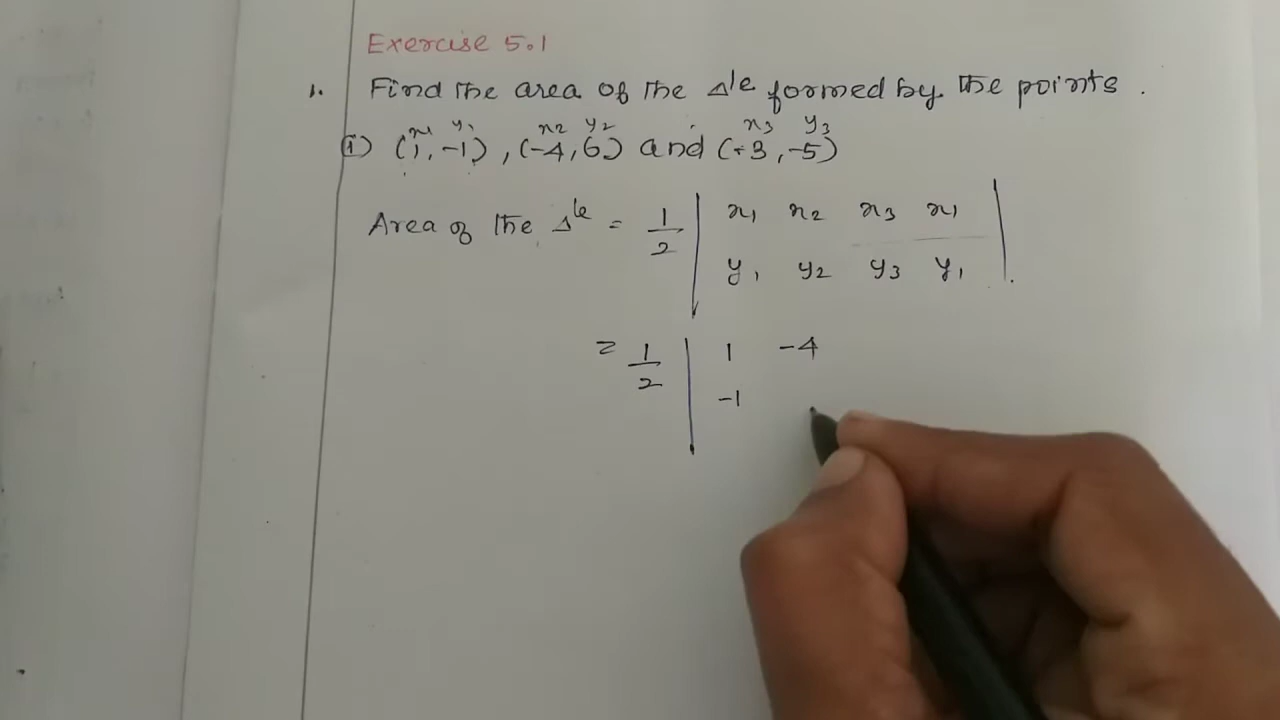 Exercise 5.1
1. Find the area of the Δle formed by the points.
x1 y1 x2 y2 x3 y3
(i) (1, -1), (-4, 6) and (-3, -5)
Area of the Δle = 1/2 | x1 x2 x3 x1 |
y1 y2 y3 y1
= 1/2 | 1 -4
-1